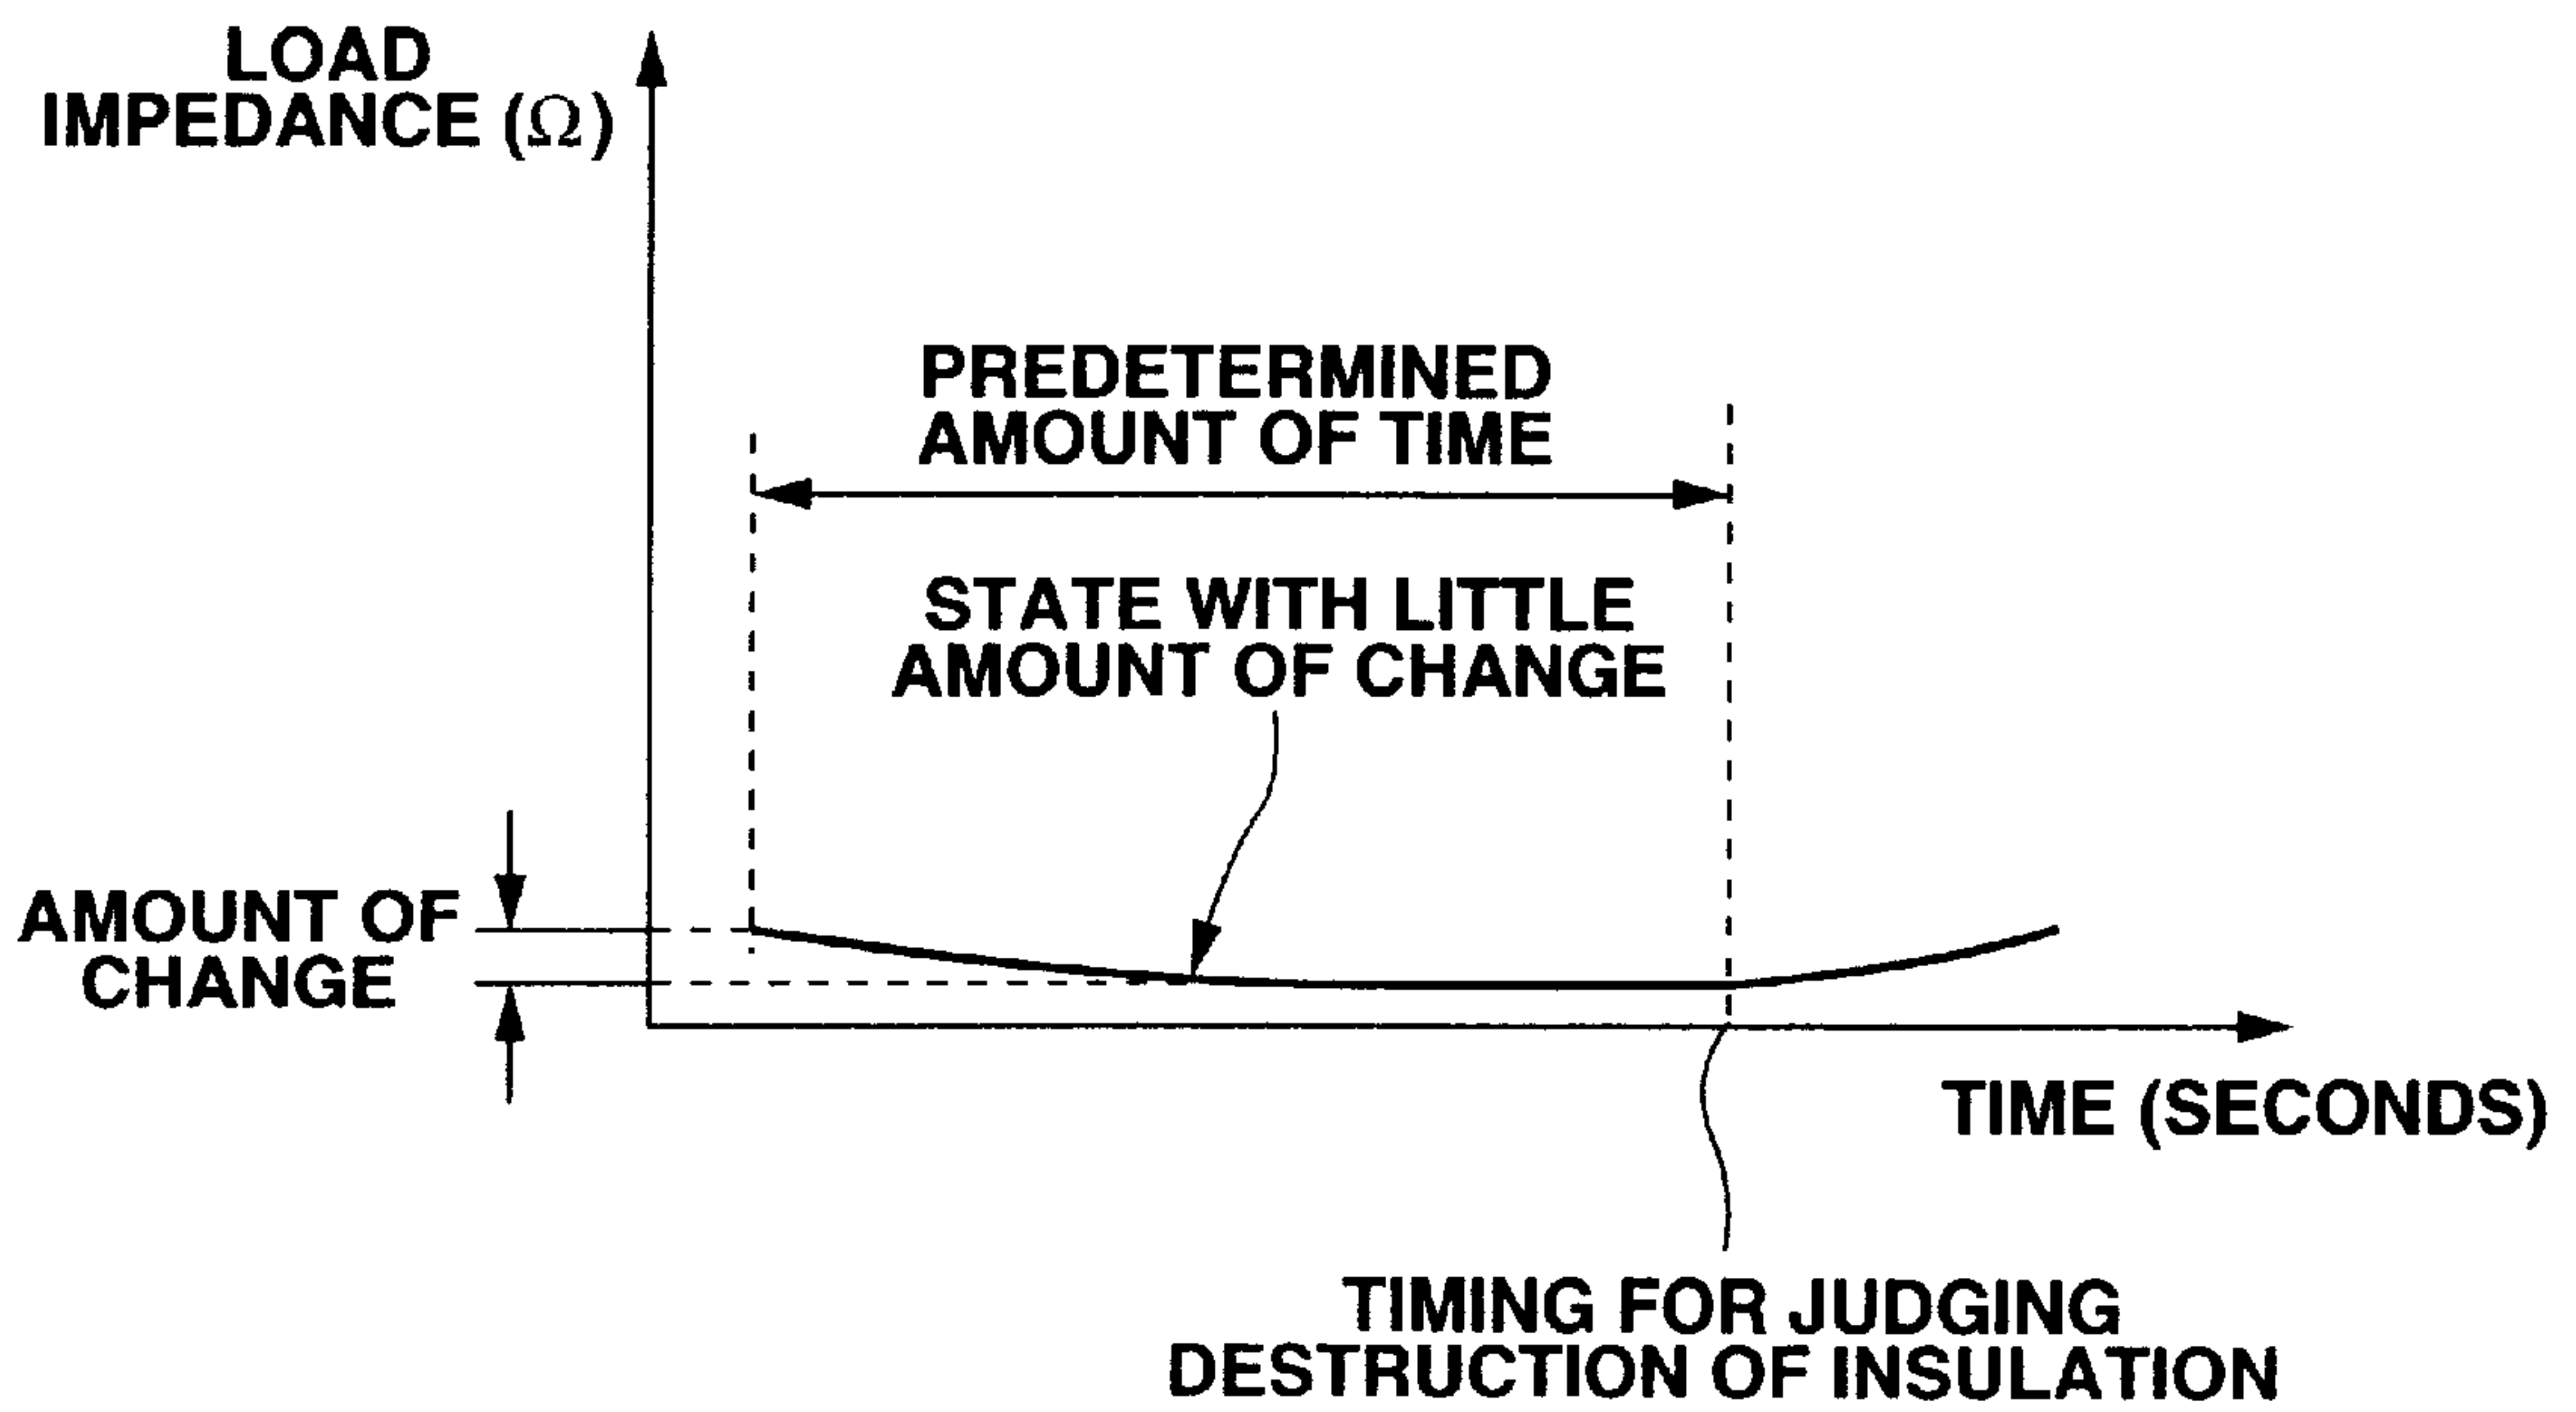 LOAD
IMPEDANCE (Ω)
PREDETERMINED
AMOUNT OF TIME
STATE WITH LITTLE
AMOUNT OF CHANGE
AMOUNT OF
CHANGE
TIME (SECONDS)
TIMING FOR JUDGING
DESTRUCTION OF INSULATION